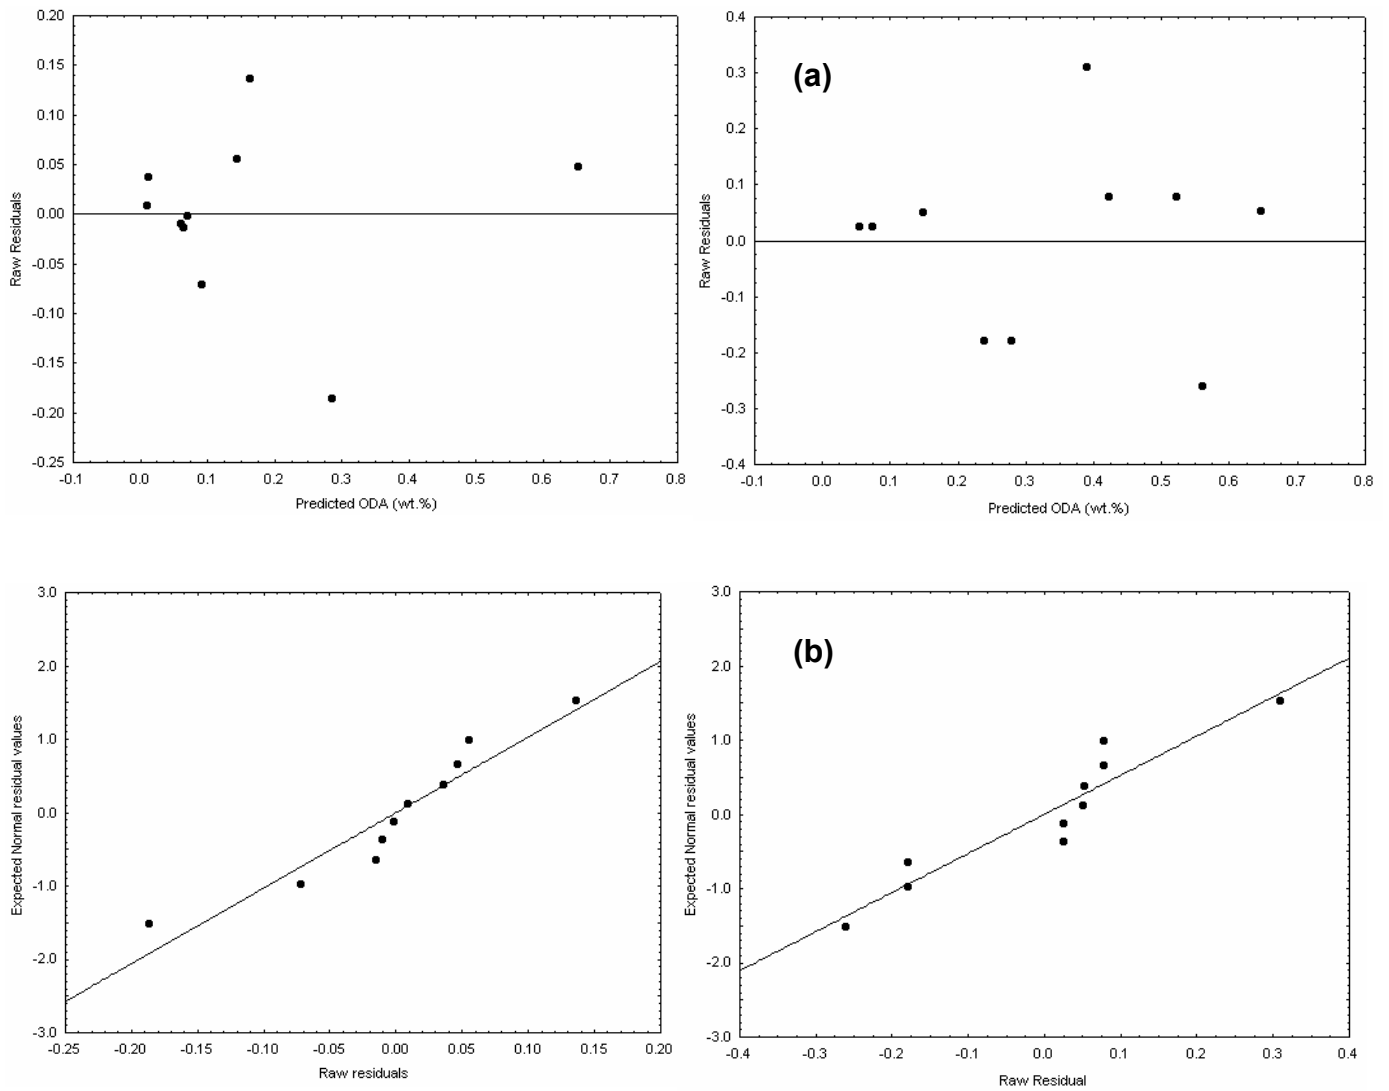 0.20
0.15
0.10
0.05
0.00
-0.05
-0.10
-0.15
-0.20
-0.25
Raw Residuals
-0.1 0.0 0.1 0.2 0.3 0.4 0.5 0.6 0.7 0.8
Predicted ODA (wt.%)
(a)
0.4
0.3
0.2
0.1
0.0
-0.1
-0.2
-0.3
-0.4
Raw Residuals
-0.1 0.0 0.1 0.2 0.3 0.4 0.5 0.6 0.7 0.8
Predicted ODA (wt.%)
3.0
2.0
1.0
0.0
-1.0
-2.0
-3.0
Expected Normal residual values
-0.25 -0.20 -0.15 -0.10 -0.05 0.00 0.05 0.10 0.15 0.20
Raw residuals
(b)
3.0
2.0
1.0
0.0
-1.0
-2.0
-3.0
Expected Normal residual values
-0.4 -0.3 -0.2 -0.1 0.0 0.1 0.2 0.3 0.4
Raw Residual